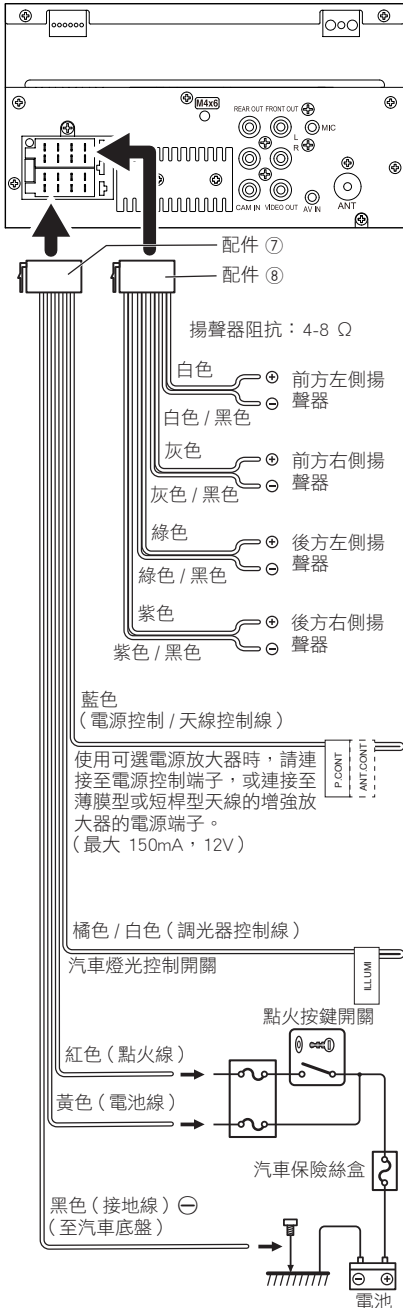 M4x6
REAR OUT FRONT OUT
L
R
MIC
CAM IN VIDEO OUT
AV IN
ANT
配件 ⑦
配件 ⑧
揚聲器阻抗：4-8 Ω
白色
白色 / 黑色
⊕
⊖
前方左側揚
聲器
灰色
灰色 / 黑色
⊕
⊖
前方右側揚
聲器
綠色
綠色 / 黑色
⊕
⊖
後方左側揚
聲器
紫色
紫色 / 黑色
⊕
⊖
後方右側揚
聲器
藍色
（電源控制 / 天線控制線）
P.CONT
ANT.CONT
使用可選電源放大器時，請連
接至電源控制端子，或連接至
薄膜型或短桿型天線的增強放
大器的電源端子。
（最大 150mA，12V）
橘色 / 白色（調光器控制線）
汽車燈光控制開關
ILLUMI
點火按鍵開關
紅色（點火線）
黃色（電池線）
汽車保險絲盒
黑色（接地線）⊖
（至汽車底盤）
⊖ ⊕
電池